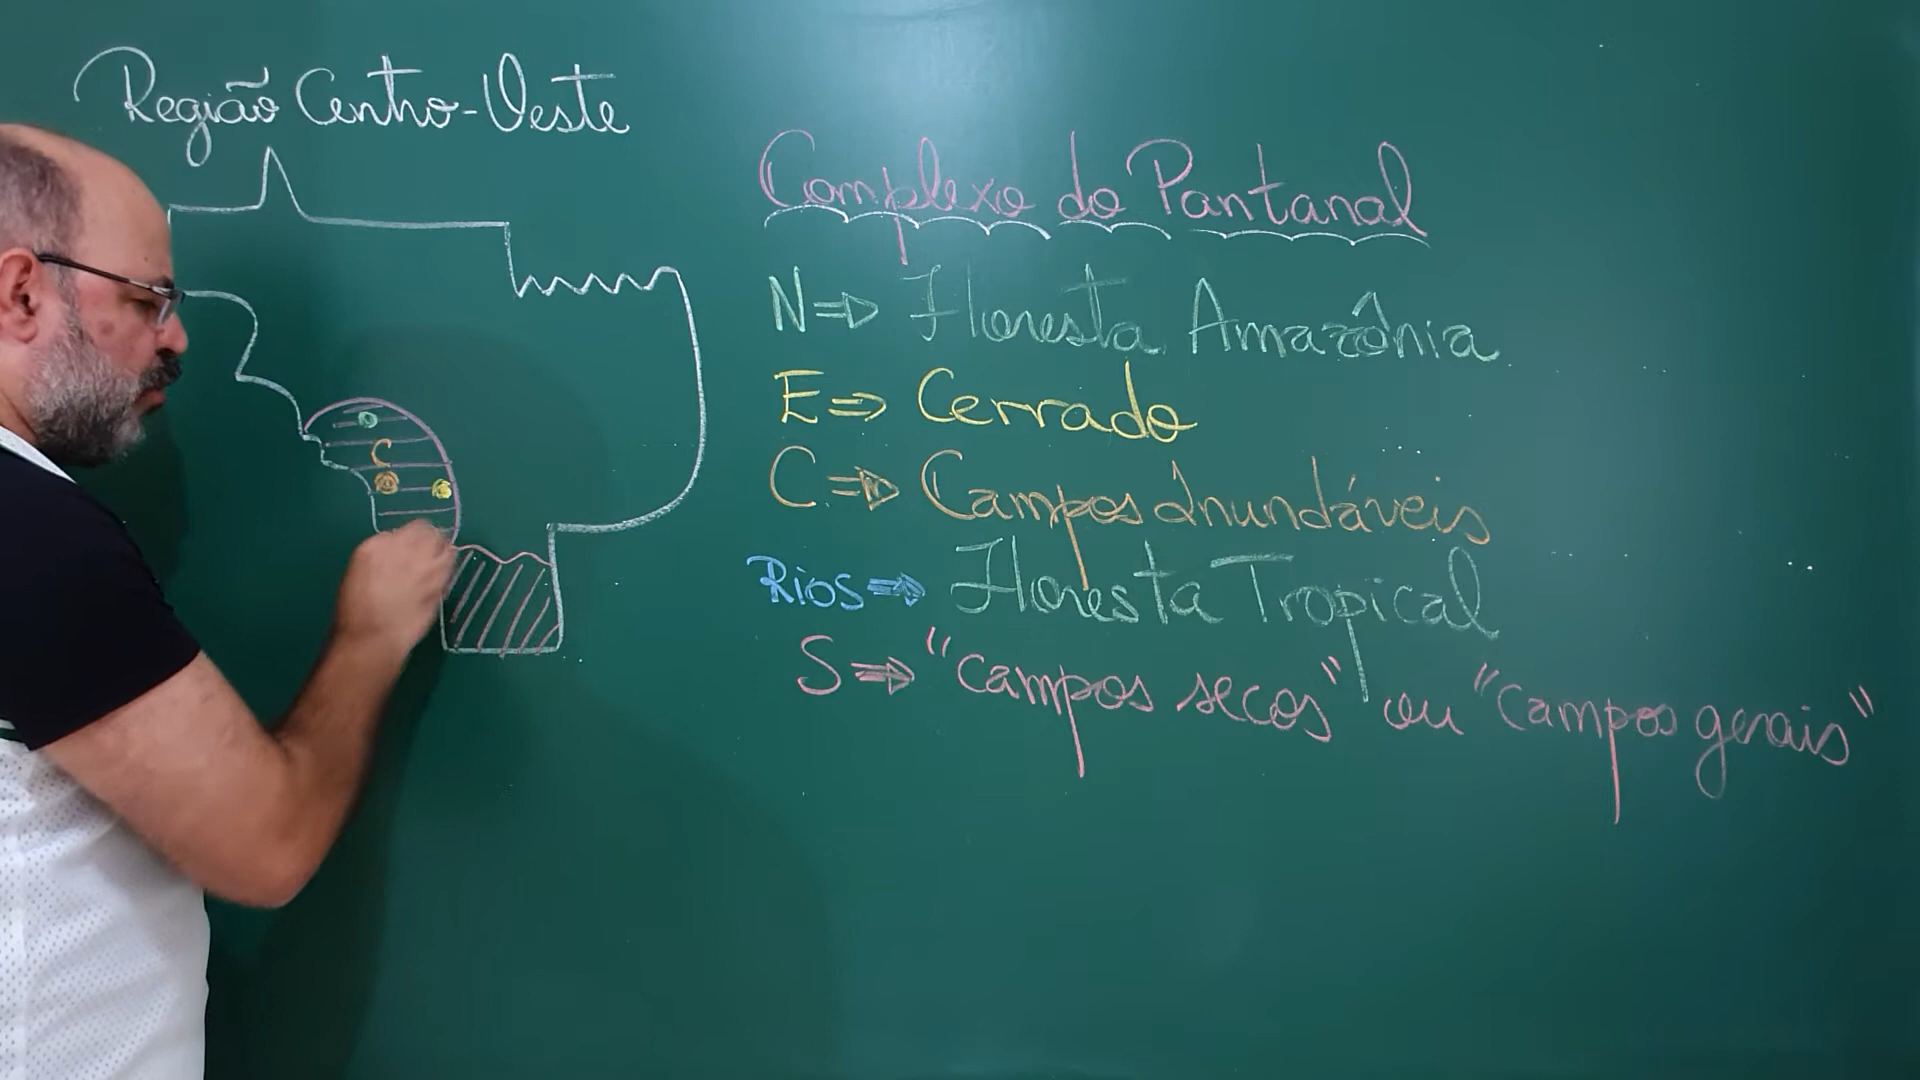 Região Centro-Oeste
Complexo do Pantanal
N⇒ Floresta Amazônia
E⇒ Cerrado
C⇒ Campos Inundáveis
Rios⇒ Floresta Tropical
S⇒ "campos secos" ou "campos gerais"
C